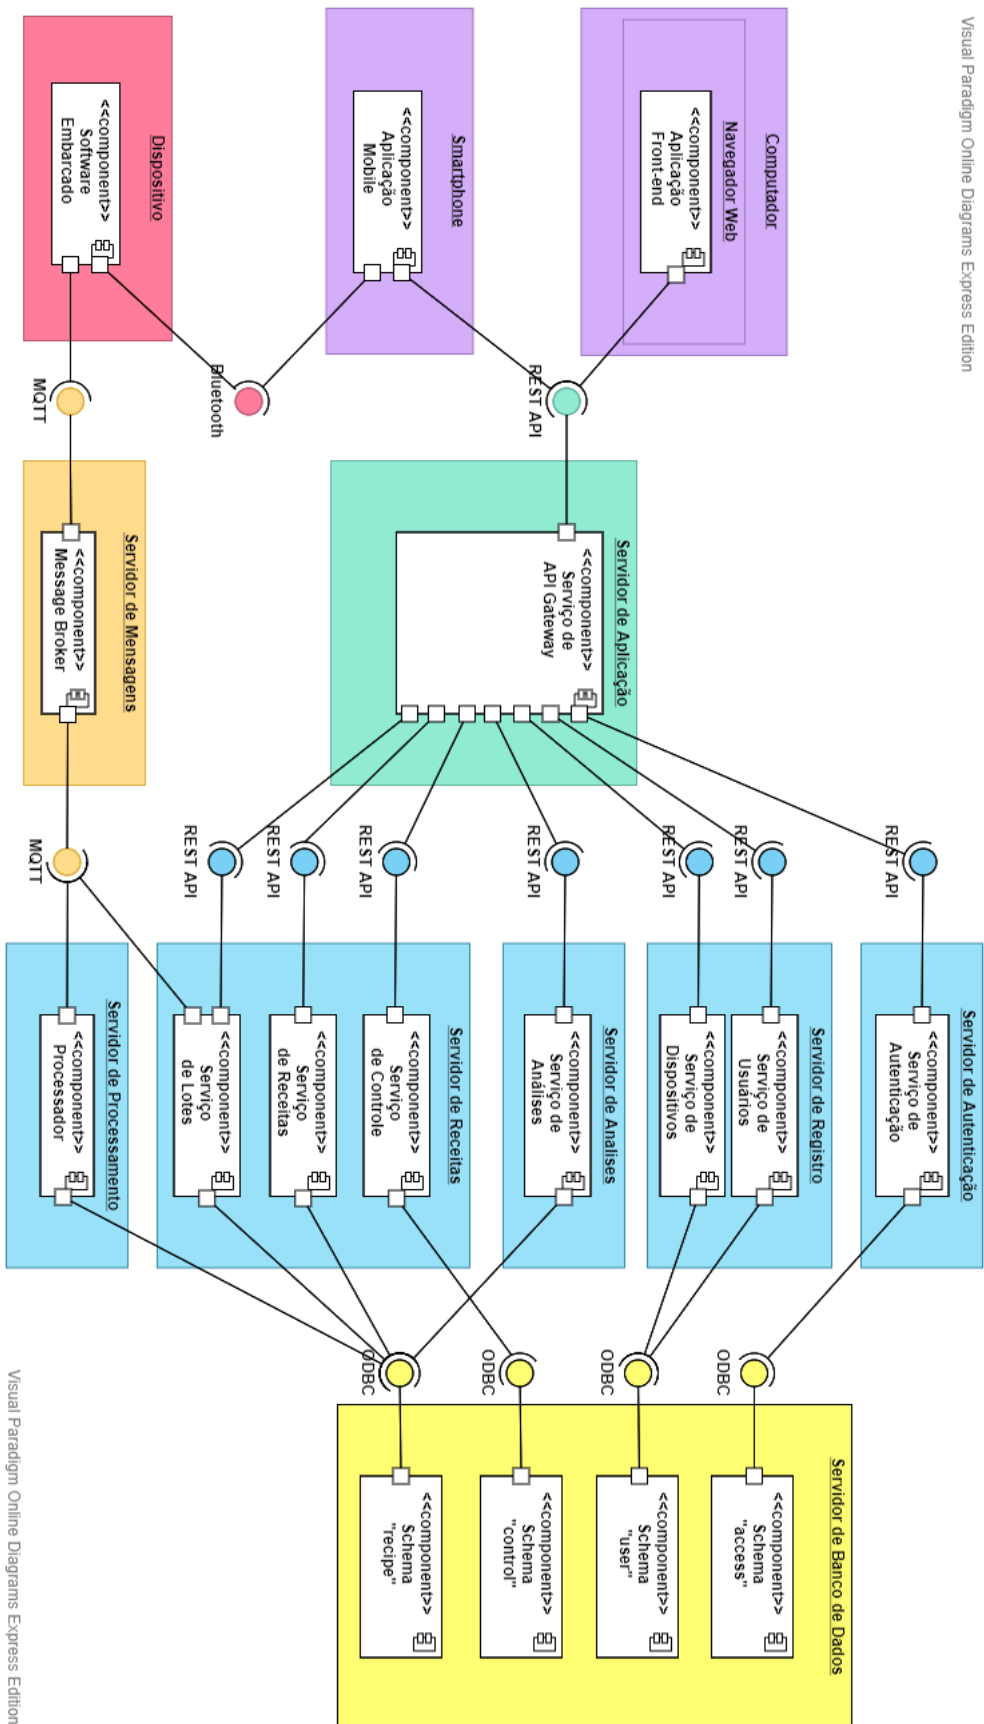 Visual Paradigm Online Diagrams Express Edition
Computador
Navegador Web
<<component>>
Aplicação
Front-end
Smartphone
<<component>>
Aplicação
Mobile
Dispositivo
<<component>>
Software
Embarcado
REST API
Bluetooth
MQTT
Servidor de Aplicação
<<component>>
Serviço de
API Gateway
Servidor de Mensagens
<<component>>
Message Broker
REST API
REST API
REST API
REST API
REST API
REST API
REST API
MQTT
Servidor de Autenticação
<<component>>
Serviço de
Autenticação
Servidor de Registro
<<component>>
Serviço de
Usuários
<<component>>
Serviço de
Dispositivos
Servidor de Analises
<<component>>
Serviço de
Análises
Servidor de Receitas
<<component>>
Serviço
de Controle
<<component>>
Serviço
de Receitas
<<component>>
Serviço
de Lotes
Servidor de Processamento
<<component>>
Processador
ODBC
ODBC
ODBC
ODBC
Servidor de Banco de Dados
<<component>>
Schema
"access"
<<component>>
Schema
"user"
<<component>>
Schema
"control"
<<component>>
Schema
"recipe"
Visual Paradigm Online Diagrams Express Edition